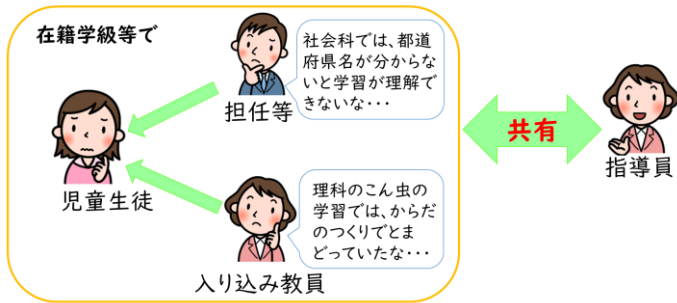 在籍学級等で
社会科では、都道
府県名が分からな
いと学習が理解で
きないな・・・
担任等
共有
指導員
児童生徒
理科のこん虫の
学習では、からだ
のつくりでとま
どっていたな・・・
入り込み教員